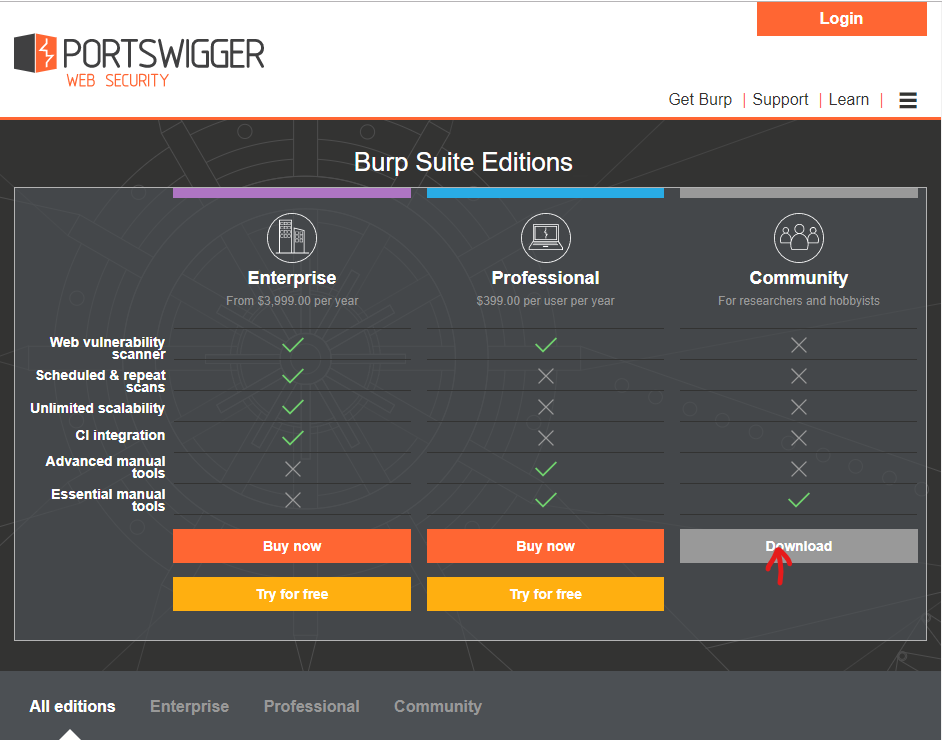 Login
PORTSWIGGER
WEB SECURITY
Get Burp | Support | Learn |
Burp Suite Editions
Enterprise
From $3,999.00 per year
Professional
$399.00 per user per year
Community
For researchers and hobbyists
Web vulnerability
scanner
Scheduled & repeat
scans
Unlimited scalability
CI integration
Advanced manual
tools
Essential manual
tools
Buy now
Buy now
Download
Try for free
Try for free
All editions
Enterprise
Professional
Community